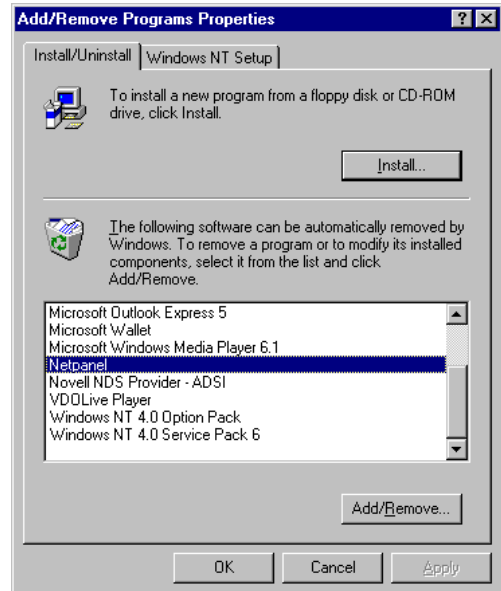 Add/Remove Programs Properties
Install/Uninstall
Windows NT Setup
To install a new program from a floppy disk or CD-ROM
drive, click Install.
Install...
The following software can be automatically removed by
Windows. To remove a program or to modify its installed
components, select it from the list and click
Add/Remove.
Microsoft Outlook Express 5
Microsoft Wallet
Microsoft Windows Media Player 6.1
Netpanel
Novell NDS Provider - ADSI
VDOLive Player
Windows NT 4.0 Option Pack
Windows NT 4.0 Service Pack 6
Add/Remove...
OK
Cancel
Apply